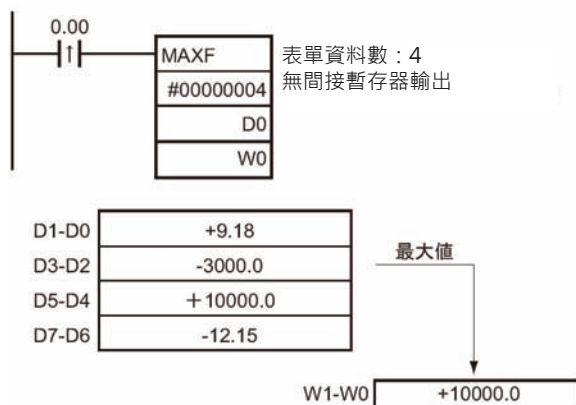 0.00
↑
MAXF
表單資料數：4
#00000004
無間接暫存器輸出
D0
W0
D1-D0 +9.18
D3-D2 -3000.0
最大值
D5-D4 ＋10000.0
D7-D6 -12.15
W1-W0 +10000.0